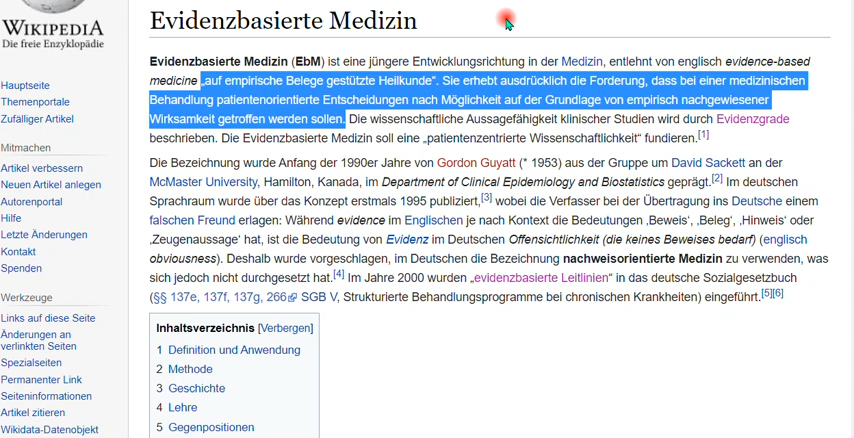 WIKIPEDIA
Die freie Enzyklopädie
Hauptseite
Themenportale
Zufälliger Artikel
Mitmachen
Artikel verbessern
Neuen Artikel anlegen
Autorenportal
Hilfe
Letzte Änderungen
Kontakt
Spenden
Werkzeuge
Links auf diese Seite
Änderungen an
verlinkten Seiten
Spezialseiten
Permanenter Link
Seiteninformationen
Artikel zitieren
Wikidata-Datenobjekt
Evidenzbasierte Medizin
Evidenzbasierte Medizin (EbM) ist eine jüngere Entwicklungsrichtung in der Medizin, entlehnt von englisch evidence-based
medicine „auf empirische Belege gestützte Heilkunde“. Sie erhebt ausdrücklich die Forderung, dass bei einer medizinischen
Behandlung patientenorientierte Entscheidungen nach Möglichkeit auf der Grundlage von empirisch nachgewiesener
Wirksamkeit getroffen werden sollen. Die wissenschaftliche Aussagefähigkeit klinischer Studien wird durch Evidenzgrade
beschrieben. Die Evidenzbasierte Medizin soll eine „patientenzentrierte Wissenschaftlichkeit“ fundieren.[1]
Die Bezeichnung wurde Anfang der 1990er Jahre von Gordon Guyatt (* 1953) aus der Gruppe um David Sackett an der
McMaster University, Hamilton, Kanada, im Department of Clinical Epidemiology and Biostatistics geprägt.[2] Im deutschen
Sprachraum wurde über das Konzept erstmals 1995 publiziert,[3] wobei die Verfasser bei der Übertragung ins Deutsche einem
falschen Freund erlagen: Während evidence im Englischen je nach Kontext die Bedeutungen ‚Beweis‘, ‚Beleg‘, ‚Hinweis‘ oder
‚Zeugenaussage‘ hat, ist die Bedeutung von Evidenz im Deutschen Offensichtlichkeit (die keines Beweises bedarf) (englisch
obviousness). Deshalb wurde vorgeschlagen, im Deutschen die Bezeichnung nachweisorientierte Medizin zu verwenden, was
sich jedoch nicht durchgesetzt hat.[4] Im Jahre 2000 wurden „evidenzbasierte Leitlinien“ in das deutsche Sozialgesetzbuch
(§§ 137e, 137f, 137g, 266 SGB V, Strukturierte Behandlungsprogramme bei chronischen Krankheiten) eingeführt.[5][6]
Inhaltsverzeichnis [Verbergen]
1 Definition und Anwendung
2 Methode
3 Geschichte
4 Lehre
5 Gegenpositionen